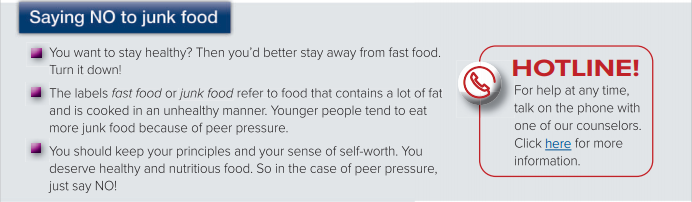 Saying NO to junk food
You want to stay healthy? Then you'd better stay away from fast food.
Turn it down!
The labels fast food or junk food refer to food that contains a lot of fat
and is cooked in an unhealthy manner. Younger people tend to eat
more junk food because of peer pressure.
You should keep your principles and your sense of self-worth. You
deserve healthy and nutritious food. So in the case of peer pressure,
just say NO!
HOTLINE!
For help at any time,
talk on the phone with
one of our counselors.
Click here for more
information.